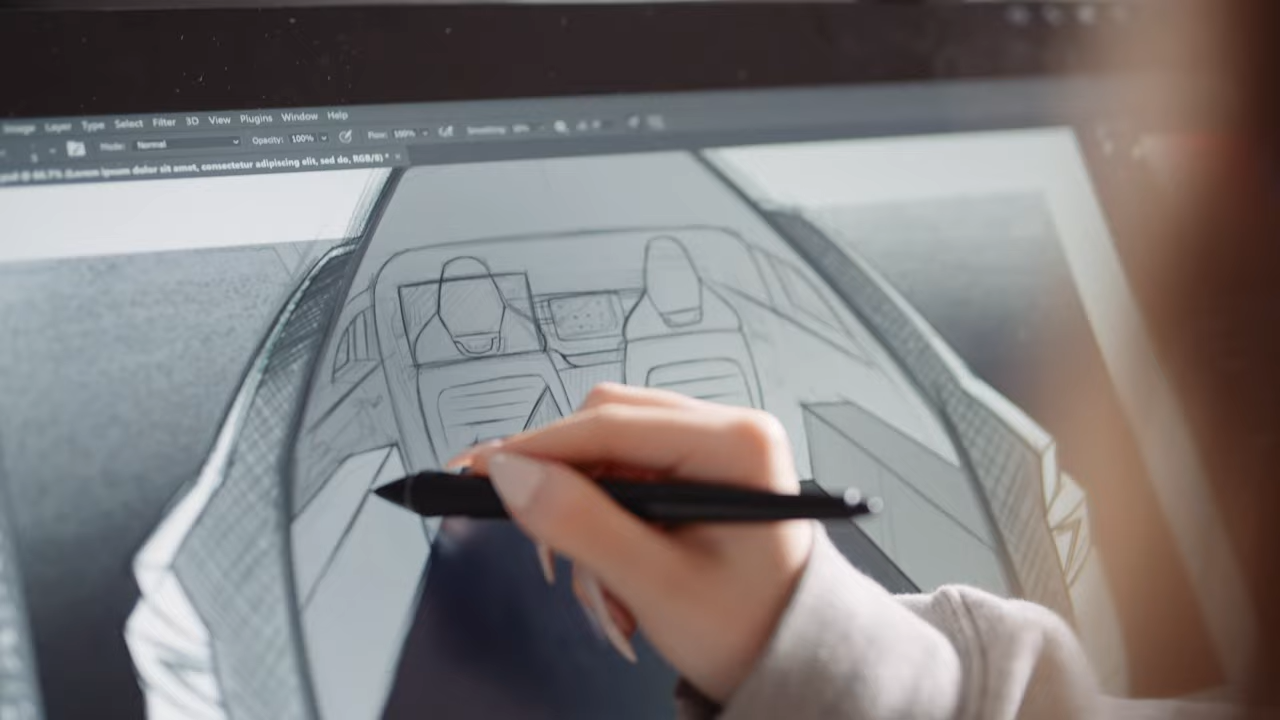 Image Layer Type Select Filter 3D View Plugins Window Help
Mode: Normal Opacity: 100% Flow: 100% Smoothing:
@ 66.7% (Lorem ipsum dolor sit amet, consectetur adipiscing elit, sed do, RGB/8) *